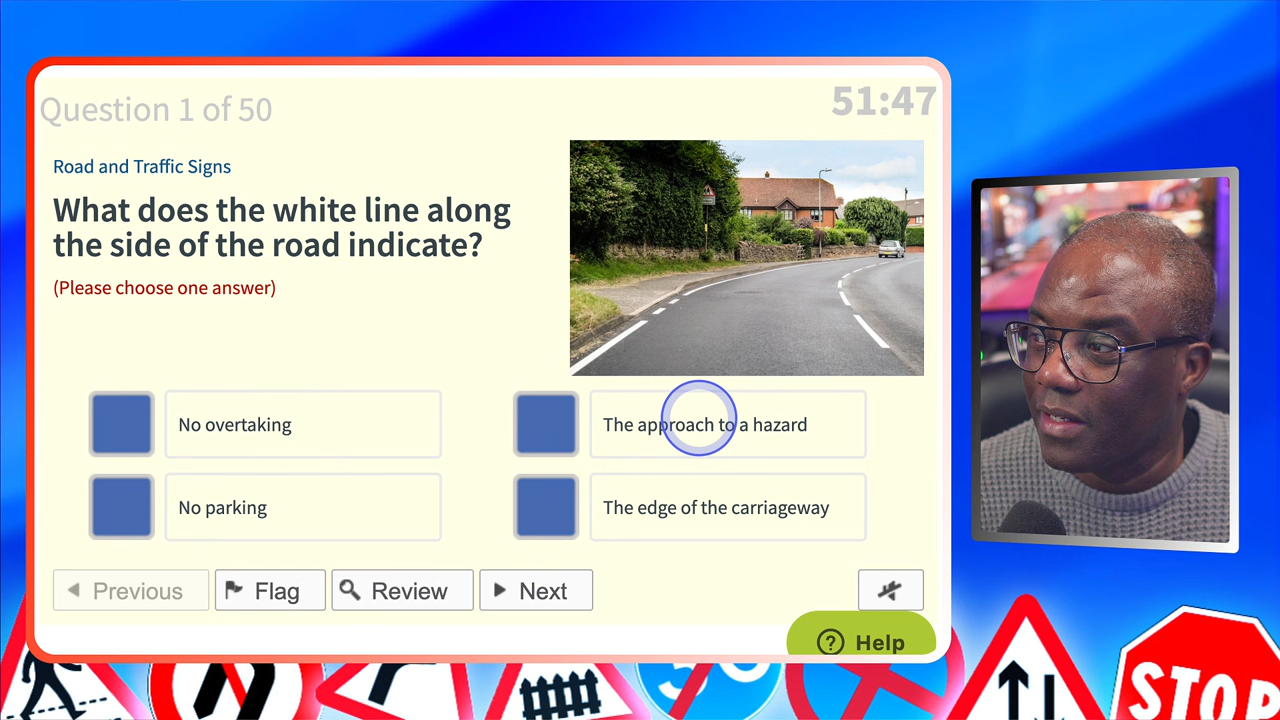 Question 1 of 50
51:47
Road and Traffic Signs
What does the white line along
the side of the road indicate?
(Please choose one answer)
No overtaking
The approach to a hazard
No parking
The edge of the carriageway
Previous
Flag
Review
Next
Help
STOP